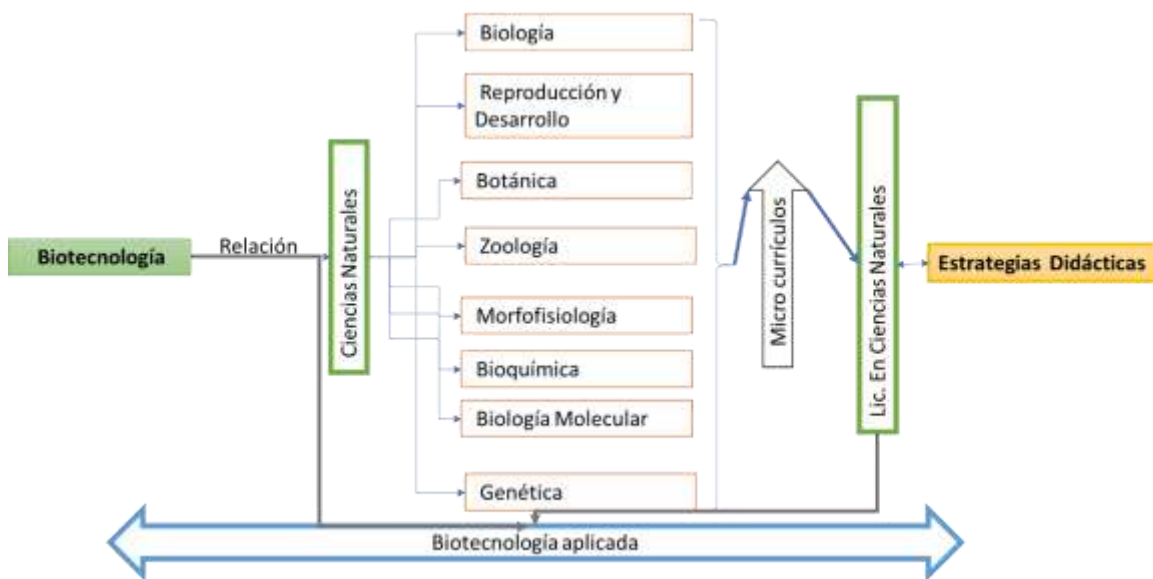 Biotecnología
Relación
Ciencias Naturales
Biología
Reproducción y
Desarrollo
Botánica
Zoología
Morfofisiología
Bioquímica
Biología Molecular
Genética
Micro currículos
Lic. En Ciencias Naturales
Estrategias Didácticas
Biotecnología aplicada